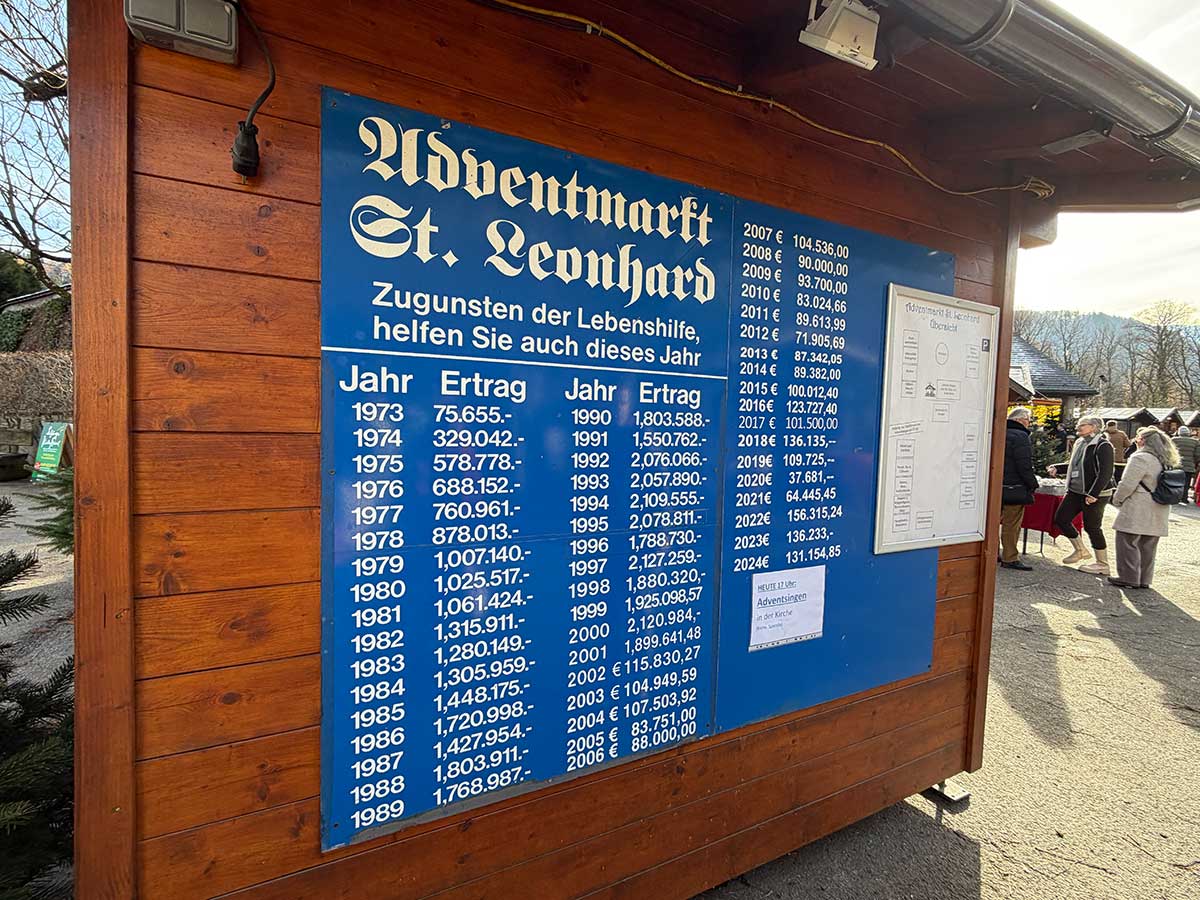 Adventmarkt
St. Leonhard
Zugunsten der Lebenshilfe,
helfen Sie auch dieses Jahr
Jahr Ertrag
1973 75.655.-
1974 329.042.-
1975 578.778.-
1976 688.152.-
1977 760.961.-
1978 878.013.-
1979 1,007.140.-
1980 1,025.517.-
1981 1,061.424.-
1982 1,315.911.-
1983 1,280.149.-
1984 1,305.959.-
1985 1,448.175.-
1986 1,720.998.-
1987 1,427.954.-
1988 1,803.911.-
1989 1,768.987.-
Jahr Ertrag
1990 1,803.588.-
1991 1,550.762.-
1992 2,076.066.-
1993 2,057.890.-
1994 2,109.555.-
1995 2,078.811.-
1996 1,788.730.-
1997 2,127.259.-
1998 1,880.320,-
1999 1,925.098,57
2000 2,120.984,-
2001 1,899.641,48
2002 € 115.830,27
2003 € 104.949,59
2004 € 107.503,92
2005 € 83.751,00
2006 € 88.000,00
2007 € 104.536,00
2008 € 90.000,00
2009 € 93.700,00
2010 € 83.024,66
2011 € 89.613,99
2012 € 71.905,69
2013 € 87.342,05
2014 € 89.382,00
2015 € 100.012,40
2016 € 123.727,40
2017 € 101.500,00
2018 € 136.135,--
2019€ 109.725,--
2020€ 37.681,--
2021€ 64.445,45
2022€ 156.315,24
2023€ 136.233,-
2024€ 131.154,85
HEUTE 17 Uhr:
Adventsingen
in der Kirche
Adventmarkt St. Leonhard
Übersicht
P